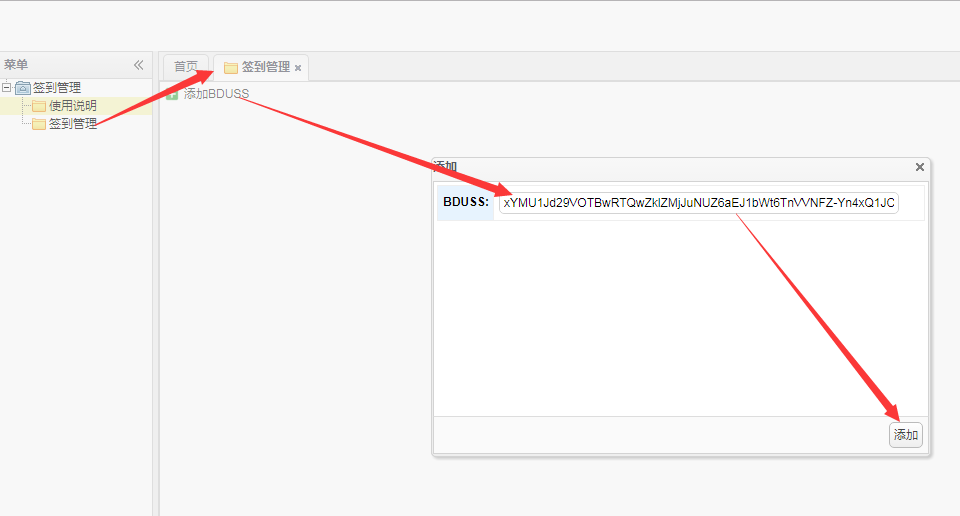 菜单
签到管理
使用说明
签到管理
首页
签到管理
添加BDUSS
添加
BDUSS:
xYMU1Jd29VOTBwRTQwZklZMjJuNUZ6aEJ1bWt6TnVVNFZ-Yn4xQ1JC
添加